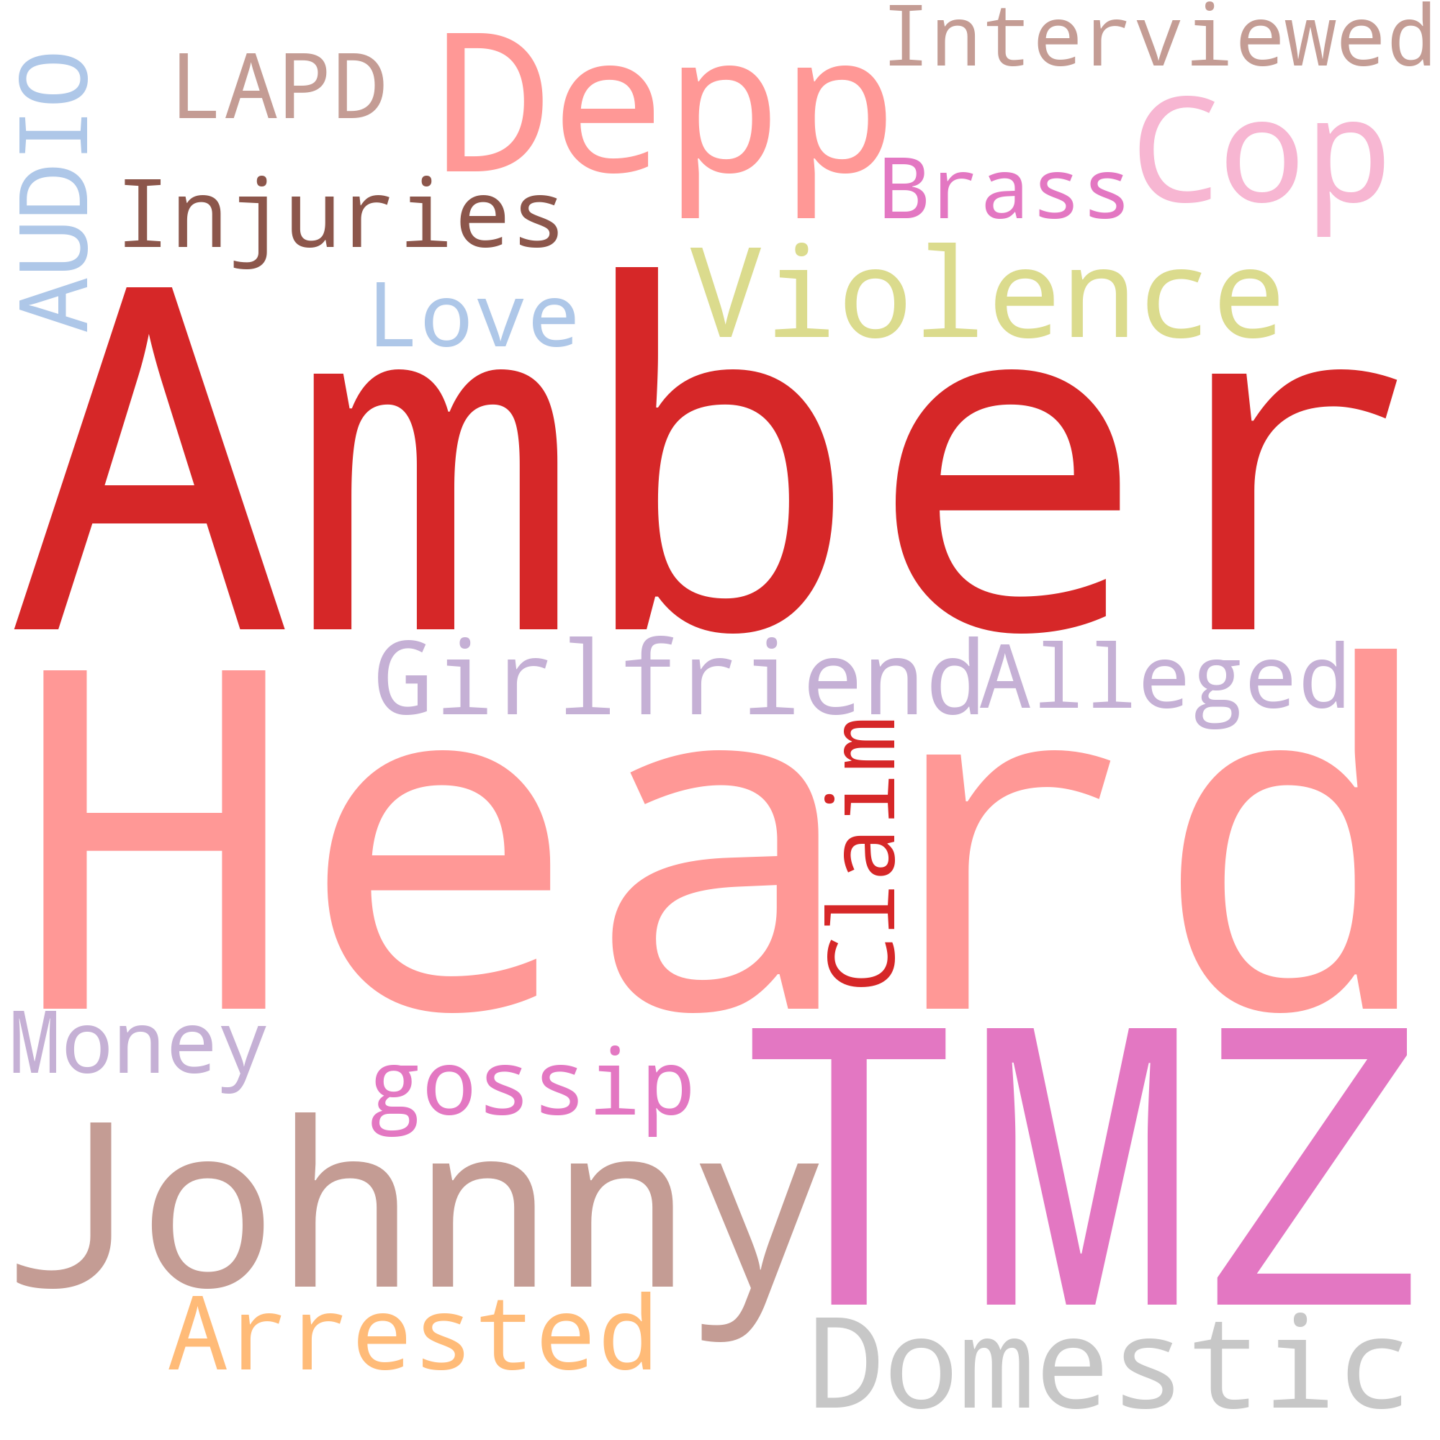 Interviewed
LAPD
Depp
AUDIO
Cop
Injuries
Brass
Love
Violence
Amber
Girlfriend
Alleged
Heard
Claim
Money
gossip
TMZ
Johnny
Arrested
Domestic